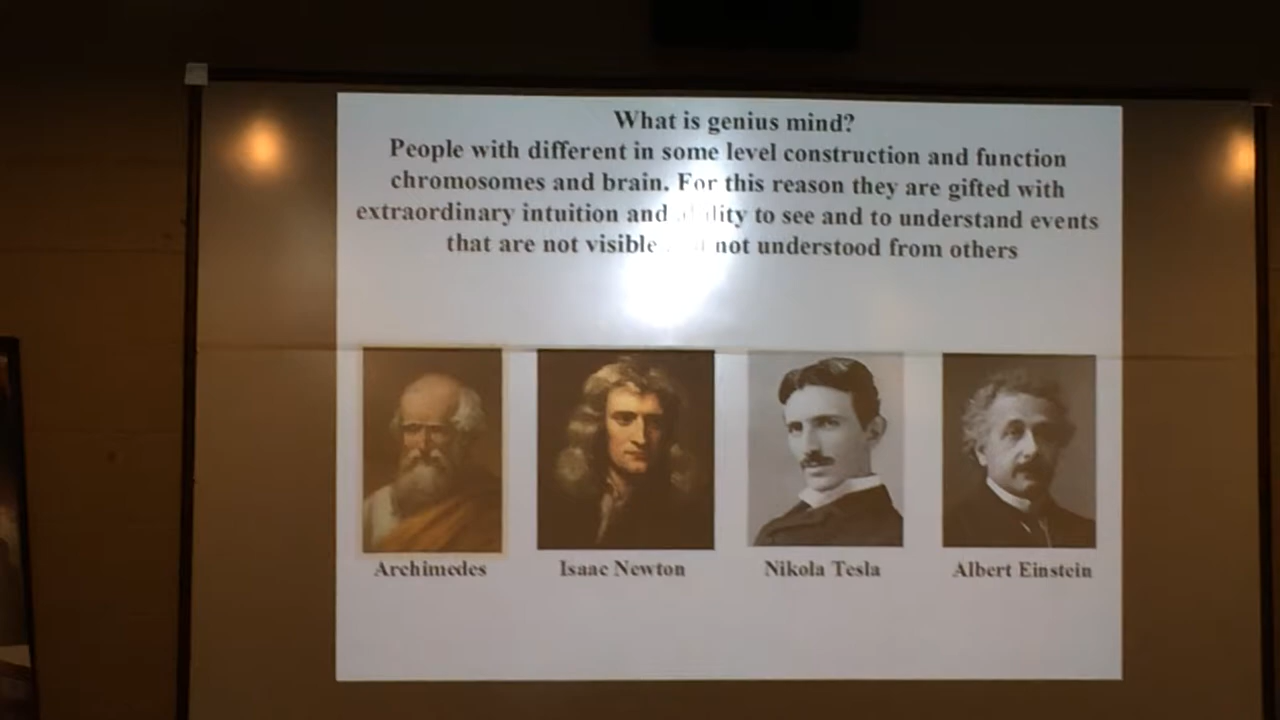 What is genius mind?
People with different in some level construction and function
chromosomes and brain. For this reason they are gifted with
extraordinary intuition and to see and to understand events
that are not visible not understood from others
Archimedes
Isaac Newton
Nikola Tesla
Albert Einstein